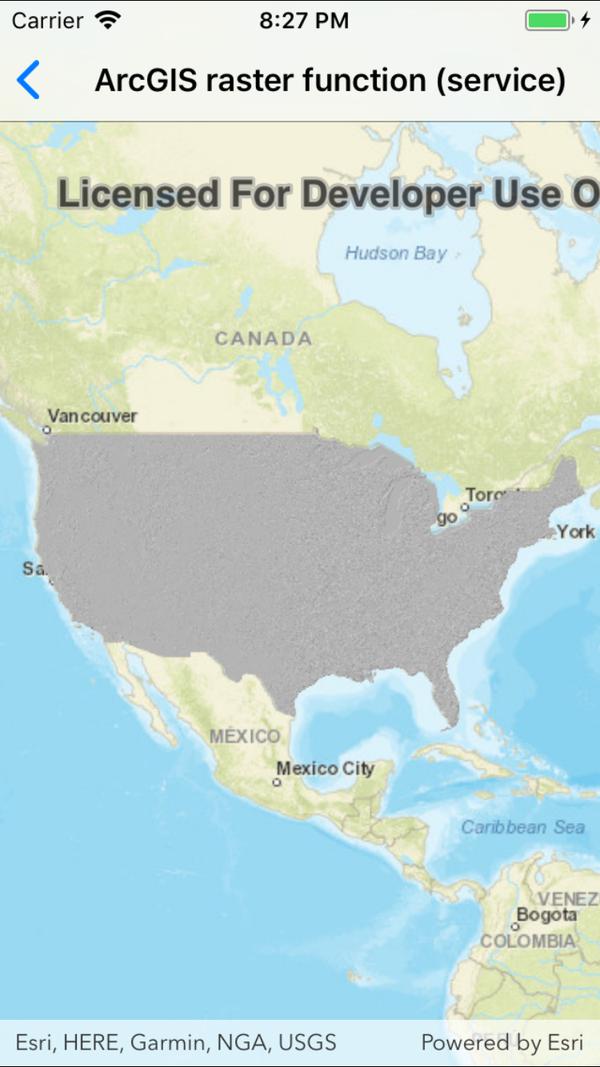 Carrier 8:27 PM
ArcGIS raster function (service)
Licensed For Developer Use O
Hudson Bay
CANADA
Vancouver
Toro
go
York
Sa
MÉXICO
Mexico City
Caribbean Sea
VENEZ
Bogota
COLOMBIA
Esri, HERE, Garmin, NGA, USGS Powered by Esri